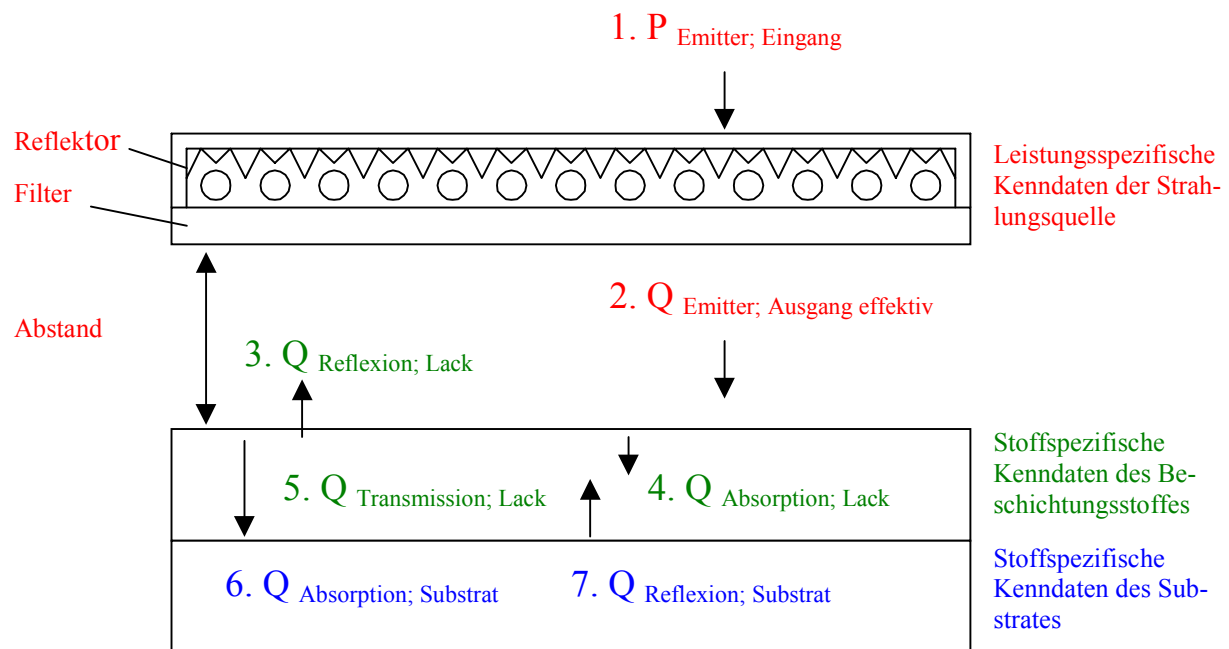 1. P Emitter; Eingang
Reflektor
Filter
Leistungsspezifische
Kenndaten der Strah-
lungsquelle
2. Q Emitter; Ausgang effektiv
Abstand
3. Q Reflexion; Lack
5. Q Transmission; Lack
4. Q Absorption; Lack
Stoffspezifische
Kenndaten des Be-
schichtungsstoffes
6. Q Absorption; Substrat
7. Q Reflexion; Substrat
Stoffspezifische
Kenndaten des Sub-
strates